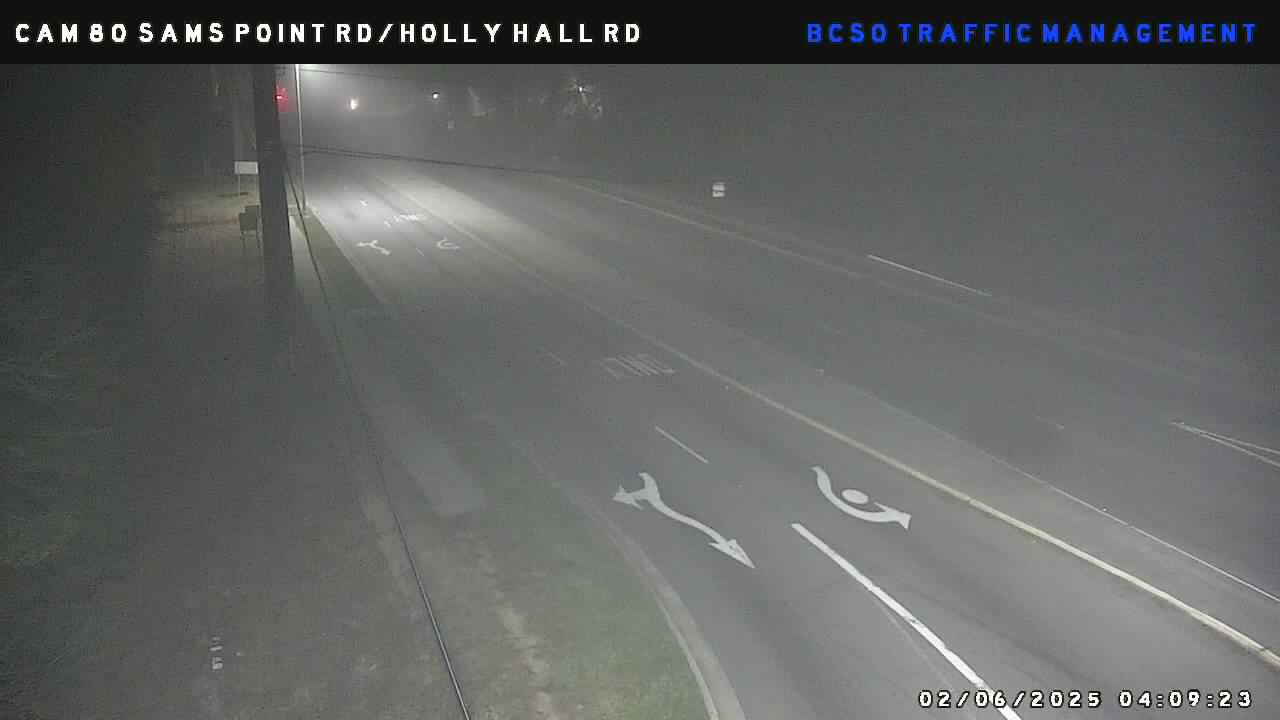 CAM 80 SAMS POINT RD/HOLLY HALL RD
BCSO TRAFFIC MANAGEMENT
02/06/2025 04:09:23